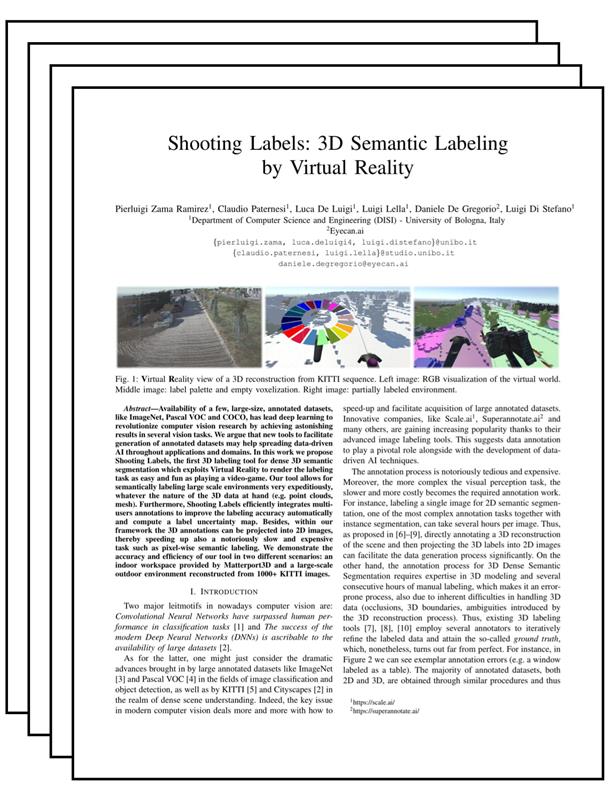 Shooting Labels: 3D Semantic Labeling
by Virtual Reality
Pierluigi Zama Ramirez1, Claudio Paternesi1, Luca De Luigi1, Luigi Lella1, Daniele De Gregorio2, Luigi Di Stefano1
1Department of Computer Science and Engineering (DISI) - University of Bologna, Italy
2Eyecan.ai
{pierluigi.zama, luca.deluigi4, luigi.distefano}@unibo.it
{claudio.paternesi, luigi.lella}@studio.unibo.it
daniele.degregorio@eyecan.ai
Fig. 1: Virtual Reality view of a 3D reconstruction from KITTI sequence. Left image: RGB visualization of the virtual world.
Middle image: label palette and empty voxelization. Right image: partially labeled environment.
Abstract—Availability of a few, large-size, annotated datasets,
like ImageNet, Pascal VOC and COCO, has lead deep learning to
revolutionize computer vision research by achieving astonishing
results in several vision tasks. We argue that new tools to facilitate
generation of annotated datasets may help spreading data-driven
AI throughout applications and domains. In this work we propose
Shooting Labels, the first 3D labeling tool for dense 3D semantic
segmentation which exploits Virtual Reality to render the labeling
task as easy and fun as playing a video-game. Our tool allows for
semantically labeling large scale environments very expeditiously,
whatever the nature of the 3D data at hand (e.g. point clouds,
mesh). Furthermore, Shooting Labels efficiently integrates multi-
users annotations to improve the labeling accuracy automatically
and compute a label uncertainty map. Besides, within our
framework the 3D annotations can be projected into 2D images,
thereby speeding up also a notoriously slow and expensive
task such as pixel-wise semantic labeling. We demonstrate the
accuracy and efficiency of our tool in two different scenarios: an
indoor workspace provided by Matterport3D and a large-scale
outdoor environment reconstructed from 1000+ KITTI images.
I. Introduction
Two major leitmotifs in nowadays computer vision are:
Convolutional Neural Networks have surpassed human per-
formance in classification tasks [1] and The success of the
modern Deep Neural Networks (DNNs) is ascribable to the
availability of large datasets [2].
As for the latter, one might just consider the dramatic
advances brought in by large annotated datasets like ImageNet
[3] and Pascal VOC [4] in the fields of image classification and
object detection, as well as by KITTI [5] and Cityscapes [2] in
the realm of dense scene understanding. Indeed, the key issue
in modern computer vision deals more and more with how to
speed-up and facilitate acquisition of large annotated datasets.
Innovative companies, like Scale.ai1, Superannotate.ai2 and
many others, are gaining increasing popularity thanks to their
advanced image labeling tools. This suggests data annotation
to play a pivotal role alongside with the development of data-
driven AI techniques.
The annotation process is notoriously tedious and expensive.
Moreover, the more complex the visual perception task, the
slower and more costly becomes the required annotation work.
For instance, labeling a single image for 2D semantic segmen-
tation, one of the most complex annotation tasks together with
instance segmentation, can take several hours per image. Thus,
as proposed in [6]–[9], directly annotating a 3D reconstruction
of the scene and then projecting the 3D labels into 2D images
can facilitate the data generation process significantly. On the
other hand, the annotation process for 3D Dense Semantic
Segmentation requires expertise in 3D modeling and several
consecutive hours of manual labeling, which makes it an error-
prone process, also due to inherent difficulties in handling 3D
data (occlusions, 3D boundaries, ambiguities introduced by
the 3D reconstruction process). Thus, existing 3D labeling
tools [7], [8], [10] employ several annotators to iteratively
refine the labeled data and attain the so-called ground truth,
which, nonetheless, turns out far from perfect. For instance, in
Figure 2 we can see exemplar annotation errors (e.g. a window
labeled as a table). The majority of annotated datasets, both
2D and 3D, are obtained through similar procedures and thus
1https://scale.ai/
2https://superannotate.ai/